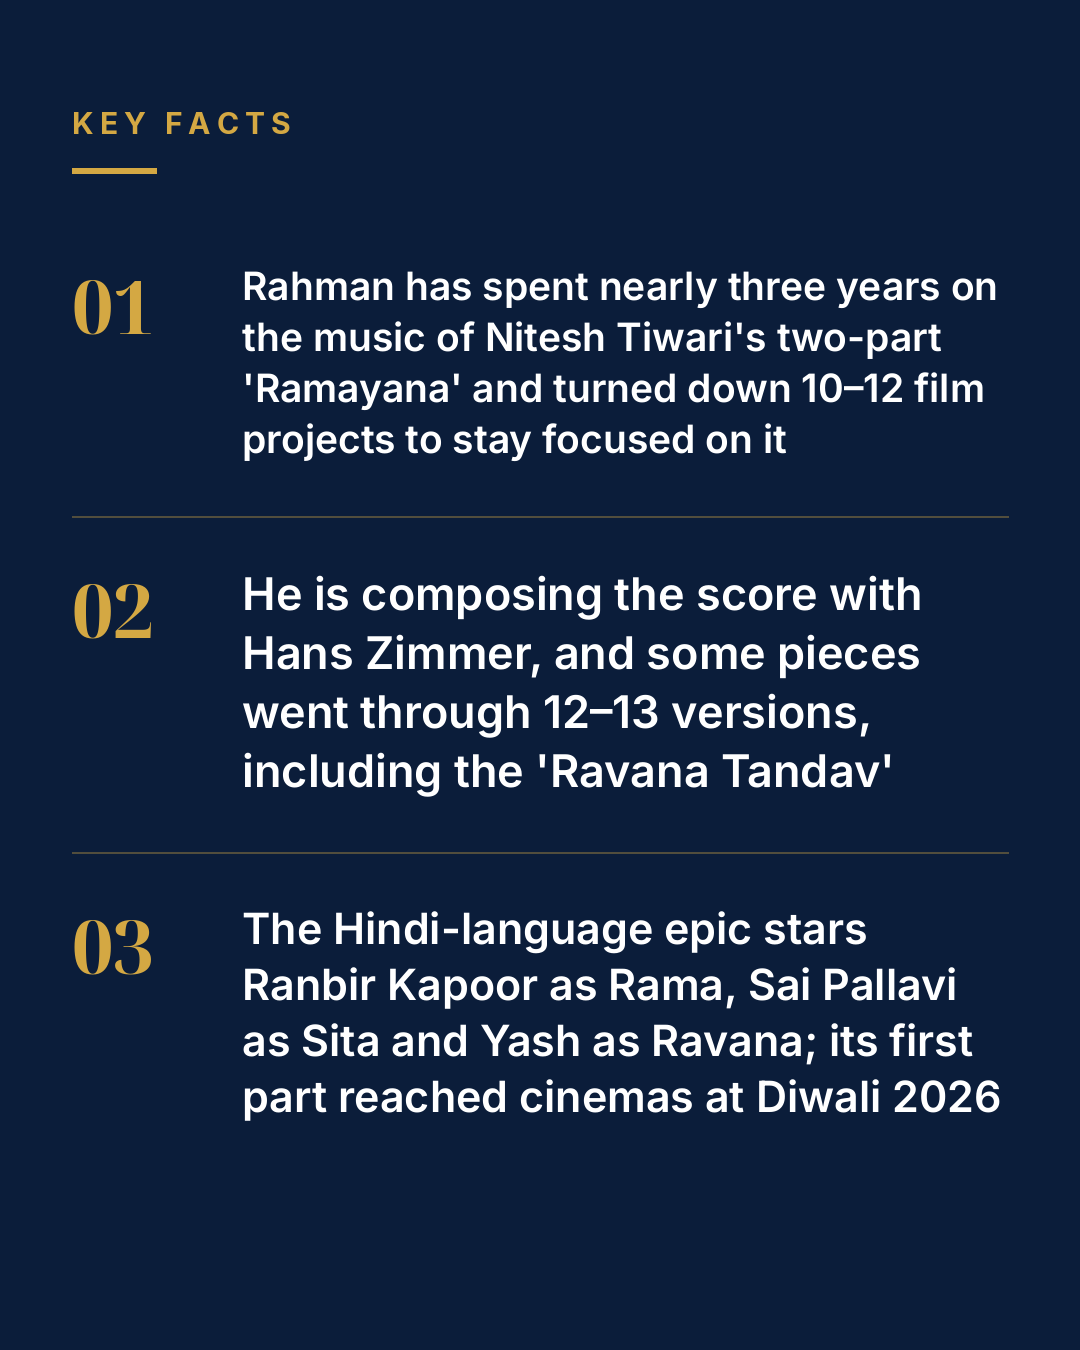 KEY FACTS
01
Rahman has spent nearly three years on
the music of Nitesh Tiwari's two-part
'Ramayana' and turned down 10–12 film
projects to stay focused on it
02
He is composing the score with
Hans Zimmer, and some pieces
went through 12–13 versions,
including the 'Ravana Tandav'
03
The Hindi-language epic stars
Ranbir Kapoor as Rama, Sai Pallavi
as Sita and Yash as Ravana; its first
part reached cinemas at Diwali 2026